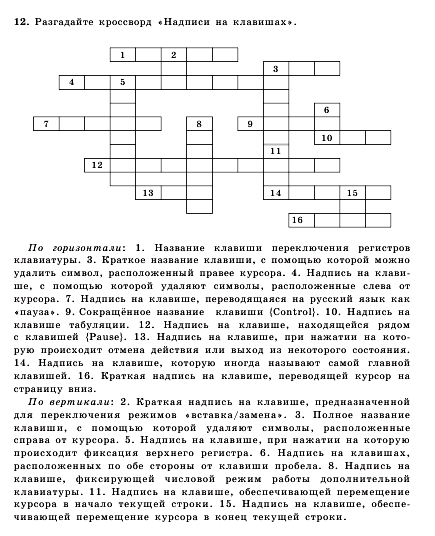 12. Разгадайте кроссворд «Надписи на клавишах».
1 2
3
4 5
6
7 8 9
10
11
12
13 14 15
16
По горизонтали: 1. Название клавиши переключения регистров
клавиатуры. 3. Краткое название клавиши, с помощью которой можно
удалить символ, расположенный правее курсора. 4. Надпись на клави-
ше, с помощью которой удаляют символы, расположенные слева от
курсора. 7. Надпись на клавише, переводящаяся на русский язык как
«пауза». 9. Сокращённое название клавиши {Control}. 10. Надпись на
клавише табуляции. 12. Надпись на клавише, находящейся рядом
с клавишей {Pause}. 13. Надпись на клавише, при нажатии на кото-
рую происходит отмена действия или выход из некоторого состояния.
14. Надпись на клавише, которую иногда называют самой главной
клавишей. 16. Краткая надпись на клавише, переводящей курсор на
страницу вниз.
По вертикали: 2. Краткая надпись на клавише, предназначенной
для переключения режимов «вставка/замена». 3. Полное название
клавиши, с помощью которой удаляют символы, расположенные
справа от курсора. 5. Надпись на клавише, при нажатии на которую
происходит фиксация верхнего регистра. 6. Надпись на клавишах,
расположенных по обе стороны от клавиши пробела. 8. Надпись на
клавише, фиксирующей числовой режим работы дополнительной
клавиатуры. 11. Надпись на клавише, обеспечивающей перемещение
курсора в начало текущей строки. 15. Надпись на клавише, обеспе-
чивающей перемещение курсора в конец текущей строки.